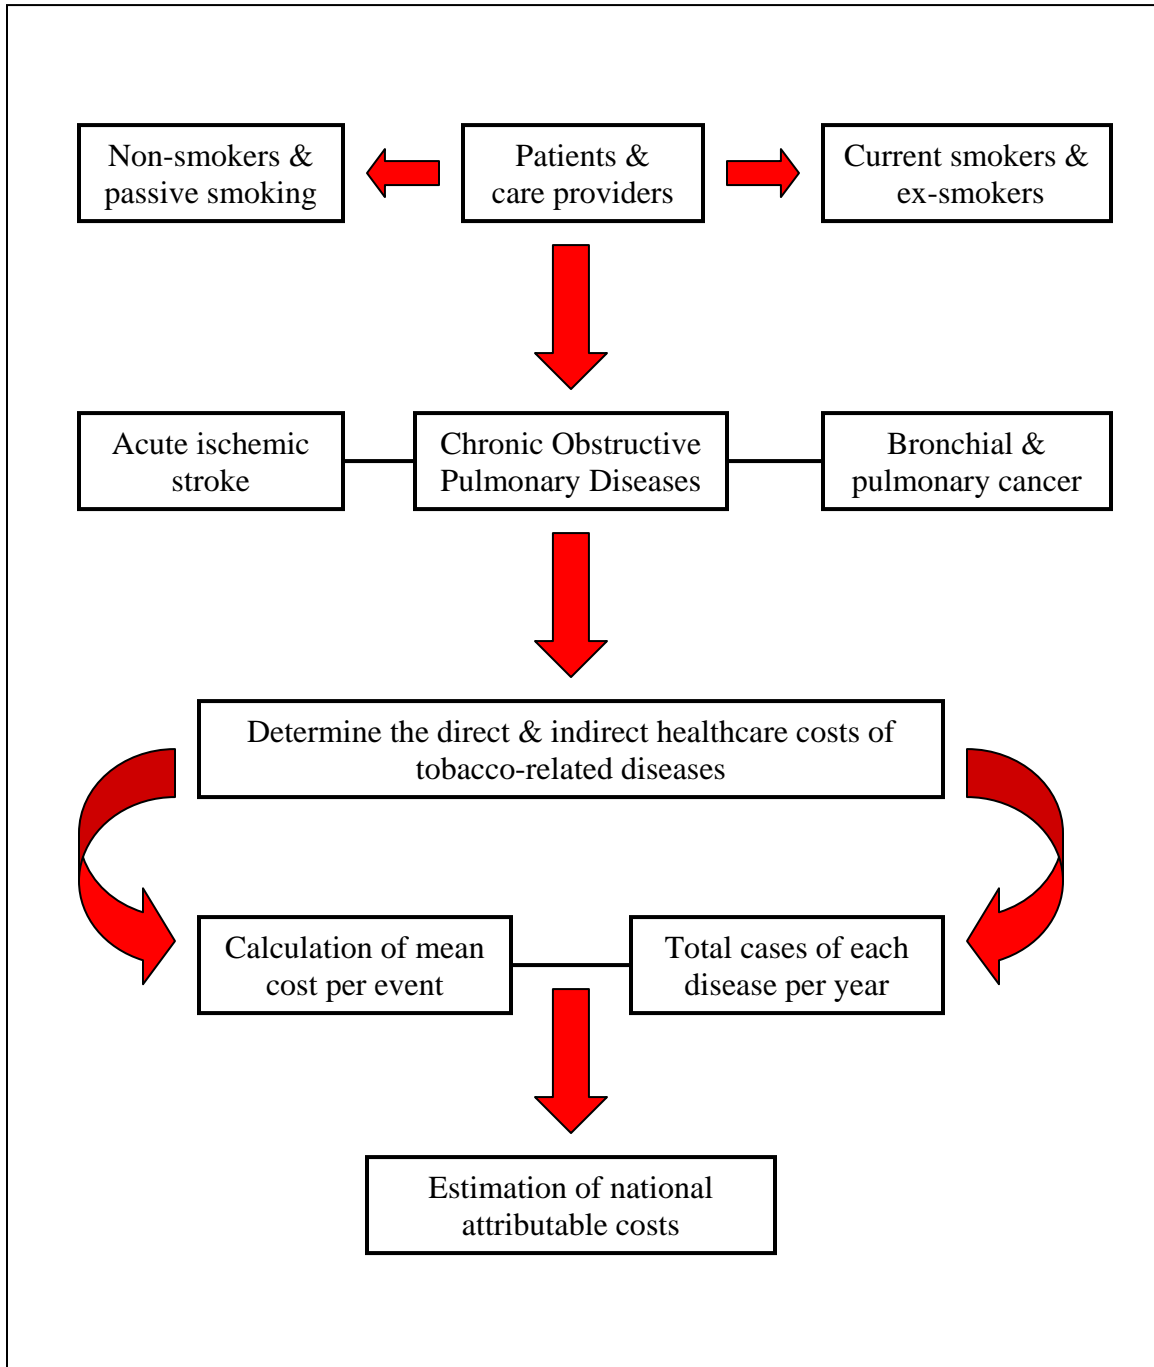 Non-smokers &
passive smoking
Patients &
care providers
Current smokers &
ex-smokers
Acute ischemic
stroke
Chronic Obstructive
Pulmonary Diseases
Bronchial &
pulmonary cancer
Determine the direct & indirect healthcare costs of
tobacco-related diseases
Calculation of mean
cost per event
Total cases of each
disease per year
Estimation of national
attributable costs